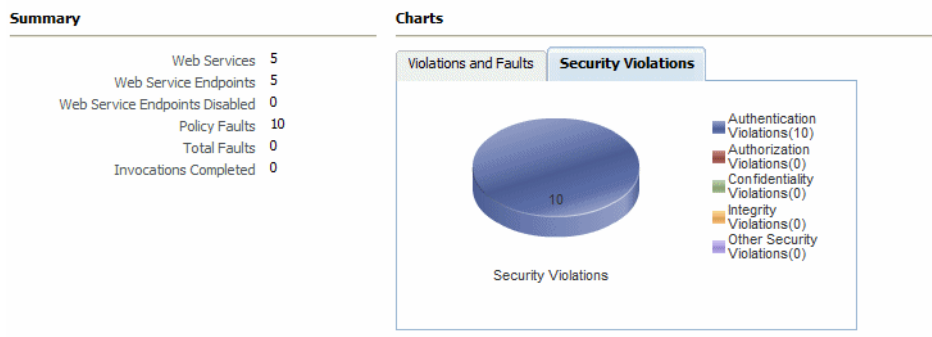 Summary
Web Services 5
Web Service Endpoints 5
Web Service Endpoints Disabled 0
Policy Faults 10
Total Faults 0
Invocations Completed 0
Charts
Violations and Faults Security Violations
10
Authentication
Violations(10)
Authorization
Violations(0)
Confidentiality
Violations(0)
Integrity
Violations(0)
Other Security
Violations(0)
Security Violations